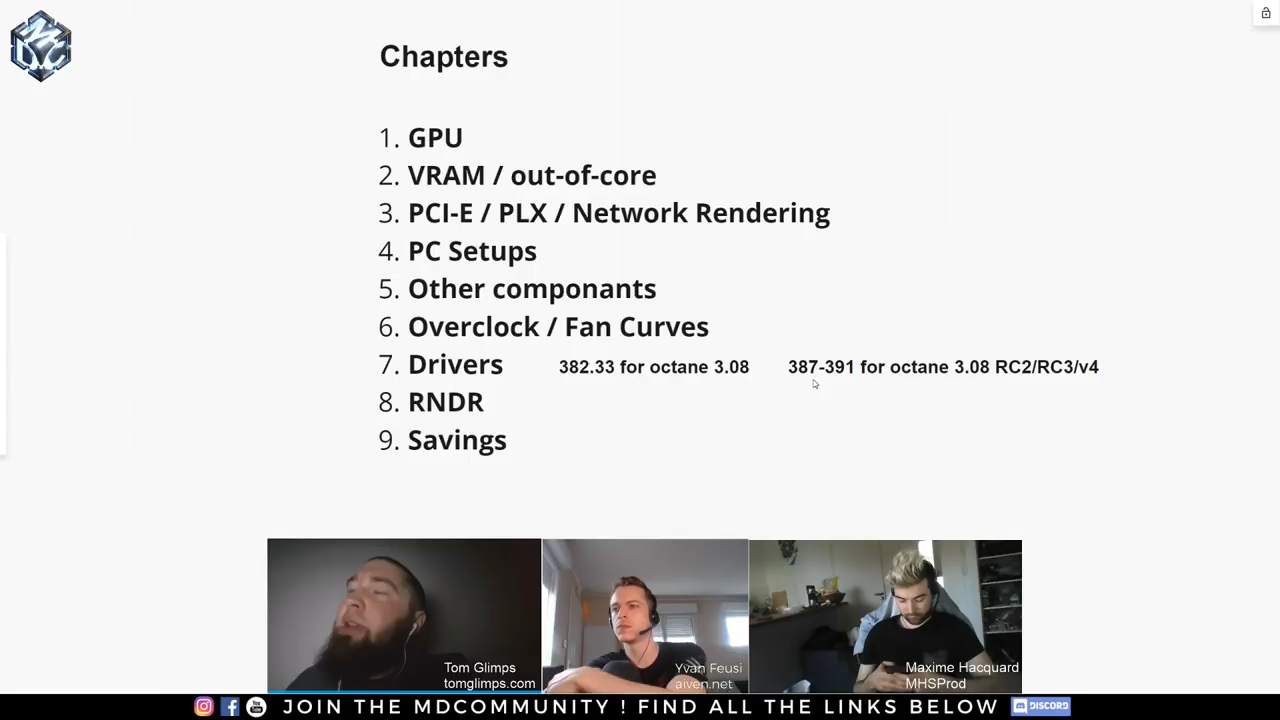 Chapters
1. GPU
2. VRAM / out-of-core
3. PCI-E / PLX / Network Rendering
4. PC Setups
5. Other componants
6. Overclock / Fan Curves
7. Drivers 382.33 for octane 3.08 387-391 for octane 3.08 RC2/RC3/v4
8. RNDR
9. Savings
Tom Glimps
tomglimps.com
Yvan Feusi
aiven.net
Maxime Hacquard
MHSProd
JOIN THE MDCOMMUNITY ! FIND ALL THE LINKS BELOW DISCORD